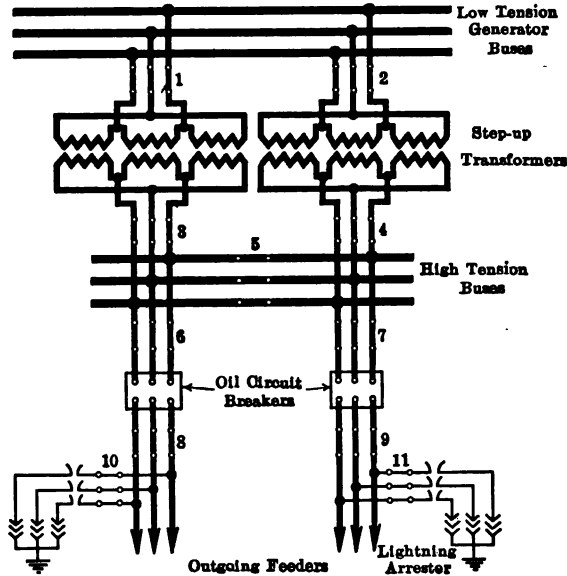 Low Tension
Generator
Buses
1
2
Step-up
Transformers
3
4
5
High Tension
Buses
6
7
Oil Circuit
Breakers
8
9
10
11
Outgoing Feeders
Lightning
Arrester